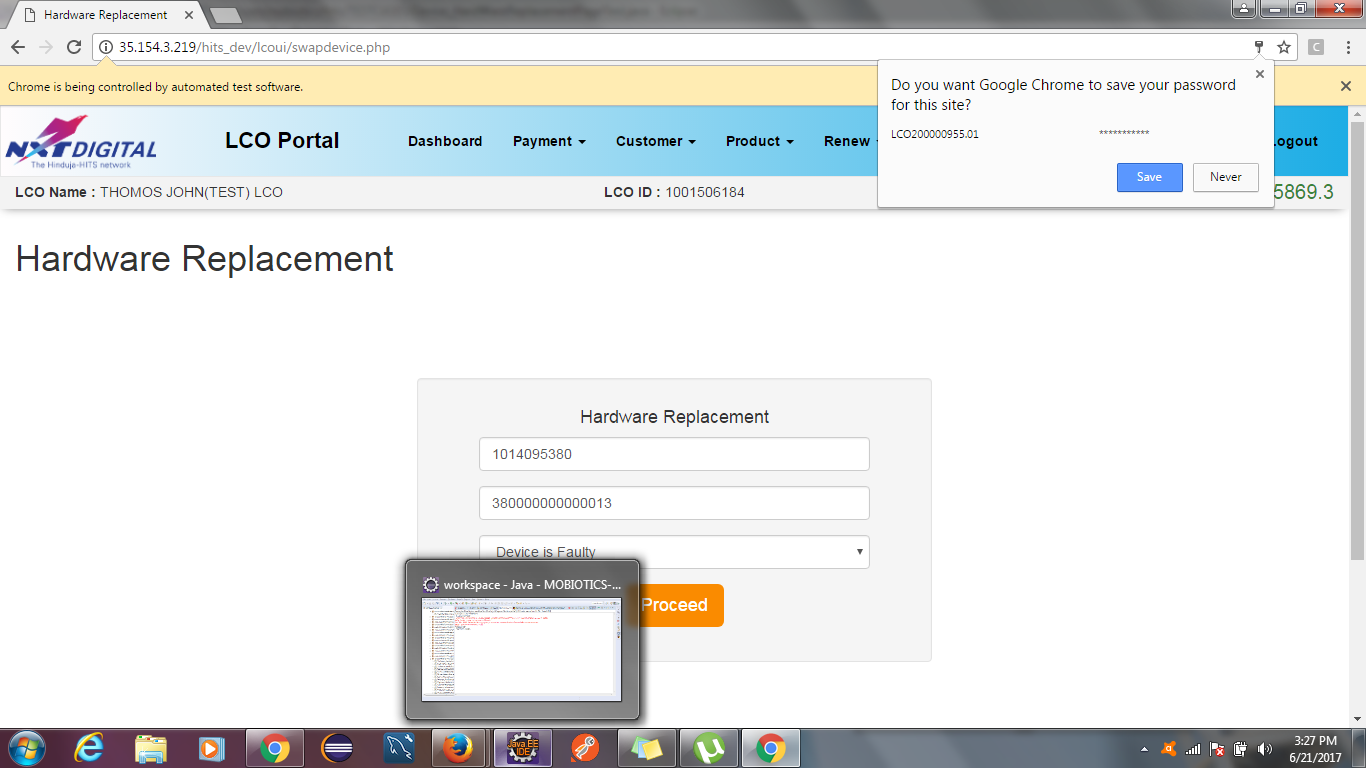 Hardware Replacement
35.154.3.219/hits_dev/lcoui/swapdevice.php
C
Chrome is being controlled by automated test software.
Do you want Google Chrome to save your password
for this site?
LCO200000955.01 ***********
Save Never
NXTDIGITAL
The Hinduja-HITS network
LCO Portal Dashboard Payment Customer Product Renew Logout
LCO Name : THOMOS JOHN(TEST) LCO LCO ID : 1001506184 5869.3
Hardware Replacement
Hardware Replacement
1014095380
380000000000013
Device is Faulty
Proceed
workspace - Java - MOBIOTICS-...
Java EE
IDE
3:27 PM
6/21/2017